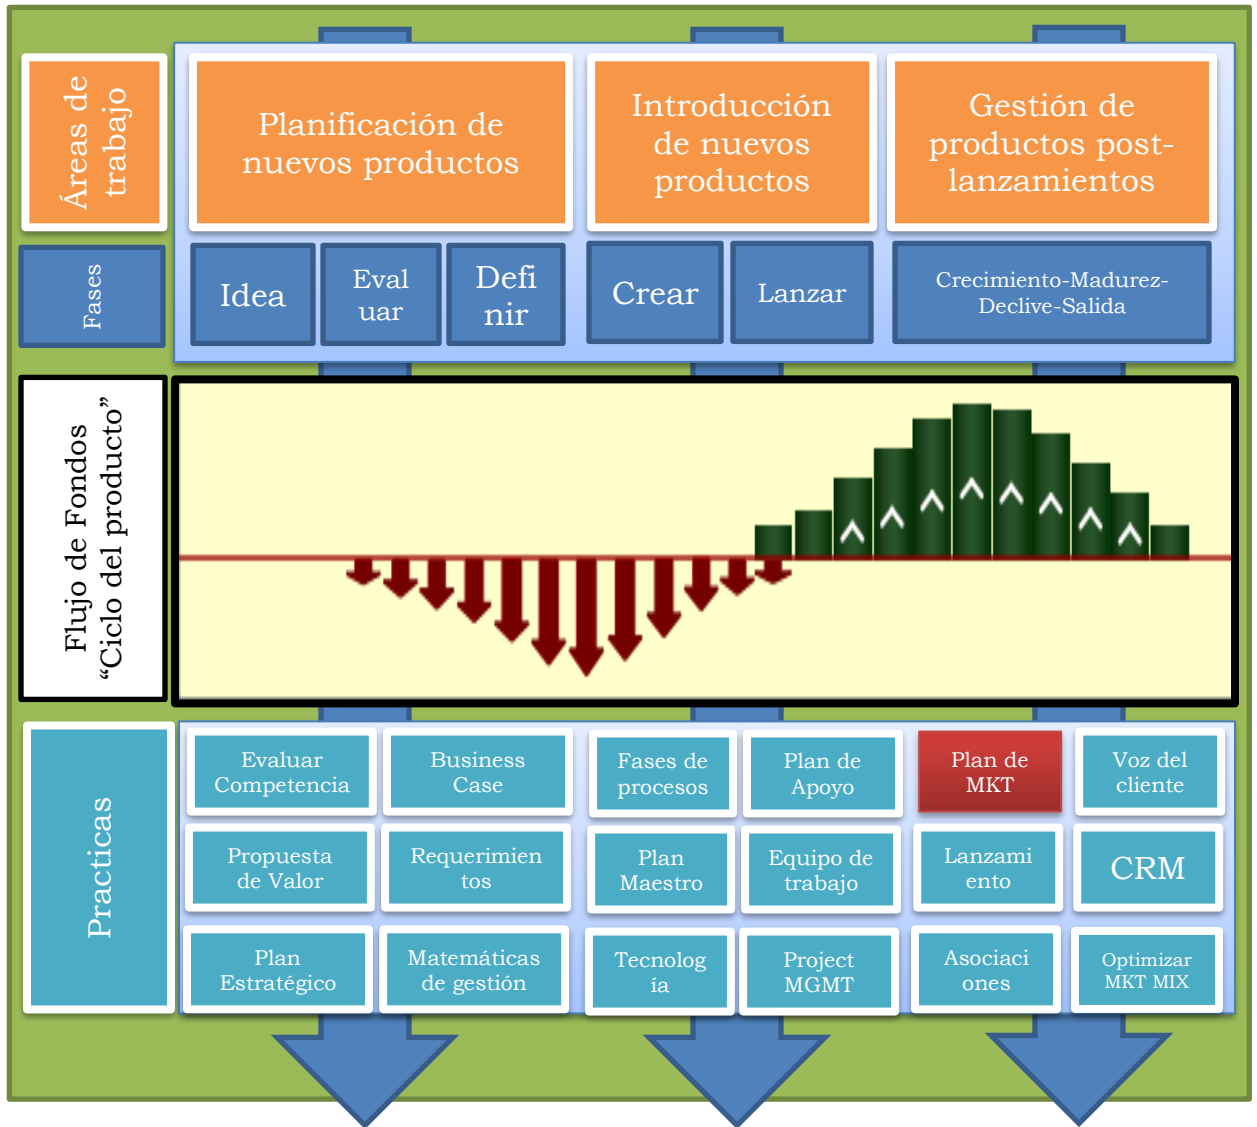 Áreas de
trabajo
Planificación de
nuevos productos
Introducción
de nuevos
productos
Gestión de
productos post-
lanzamientos
Fases
Idea
Eval
uar
Defi
nir
Crear
Lanzar
Crecimiento-Madurez-
Declive-Salida
Flujo de Fondos
“Ciclo del producto”
Practicas
Evaluar
Competencia
Business
Case
Fases de
procesos
Plan de
Apoyo
Plan de
MKT
Voz del
cliente
Propuesta
de Valor
Requerimien
tos
Plan
Maestro
Equipo de
trabajo
Lanzami
ento
CRM
Plan
Estratégico
Matemáticas
de gestión
Tecnolog
ía
Project
MGMT
Asociaci
ones
Optimizar
MKT MIX